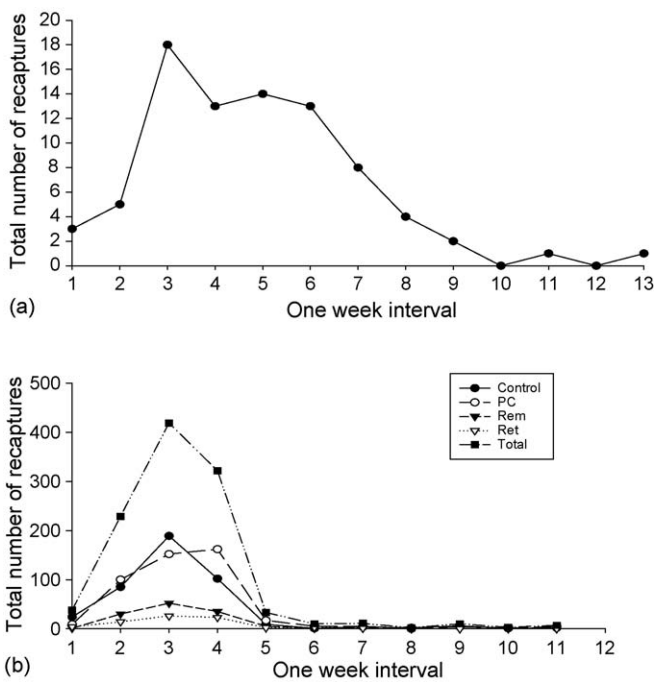 20
18
16
14
12
10
8
6
4
2
0
Total number of recaptures
1 2 3 4 5 6 7 8 9 10 11 12 13
One week interval
(a)
500
400
300
200
100
0
Total number of recaptures
Control
PC
Rem
Ret
Total
1 2 3 4 5 6 7 8 9 10 11 12
One week interval
(b)